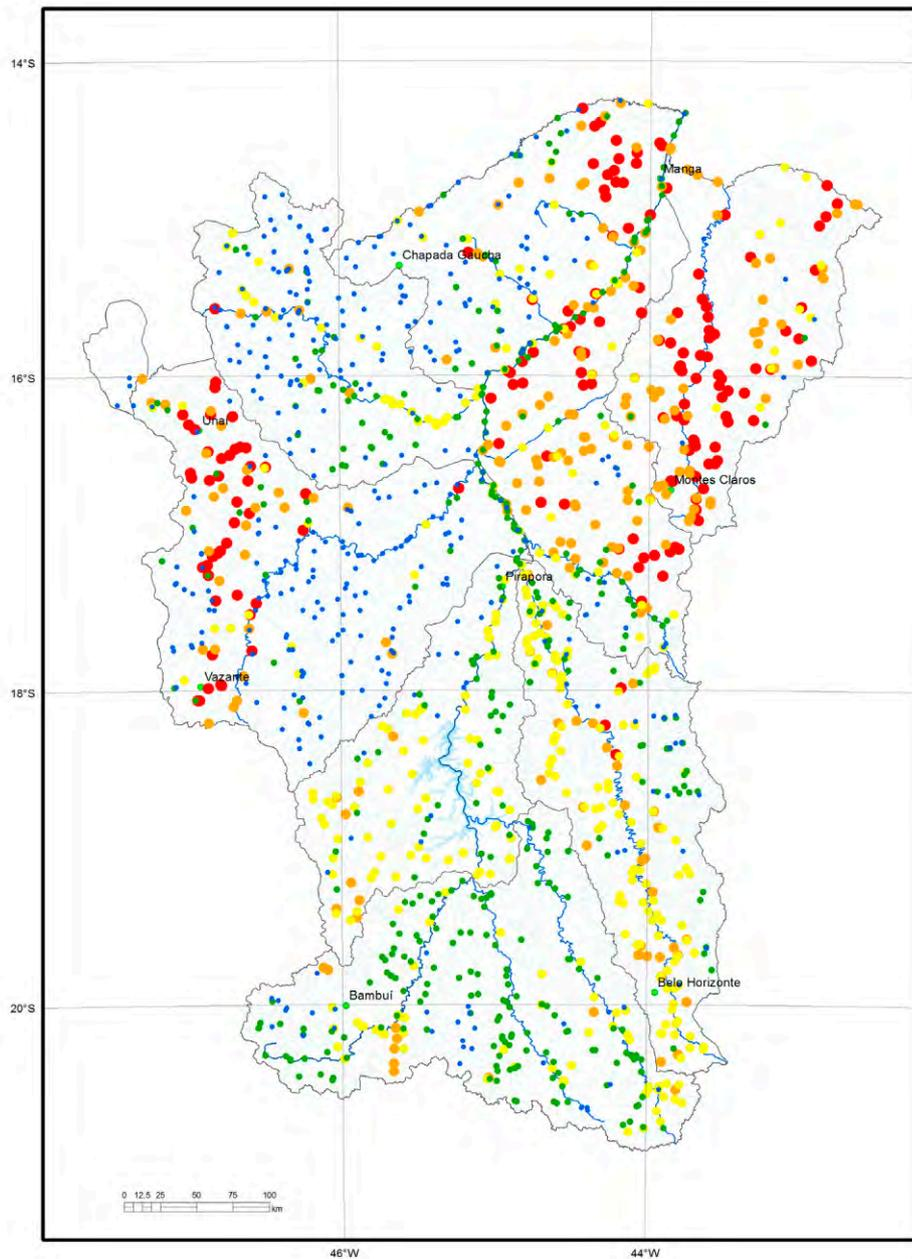 14°S
Manga
Chapada Gaucha
16°S
Unaí
Montes Claros
Pirapora
Vazante
18°S
Belo Horizonte
Bambuí
20°S
0 12.5 25 50 75 100
km
46°W 44°W